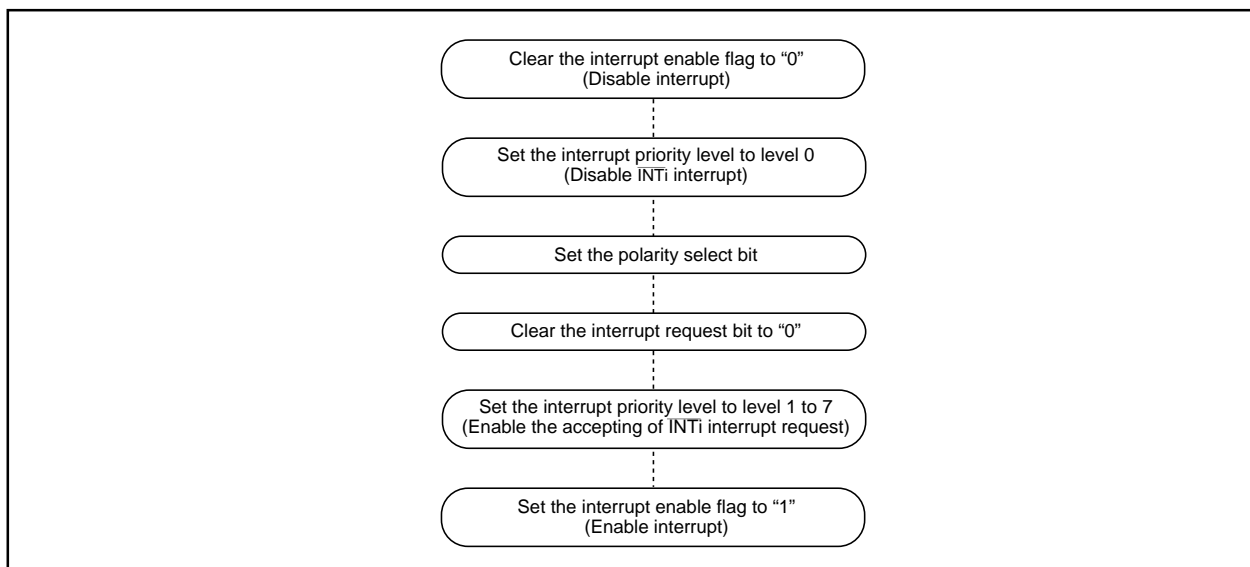 Clear the interrupt enable flag to “0”
(Disable interrupt)
Set the interrupt priority level to level 0
(Disable I̅N̅T̅i interrupt)
Set the polarity select bit
Clear the interrupt request bit to “0”
Set the interrupt priority level to level 1 to 7
(Enable the accepting of I̅N̅T̅i interrupt request)
Set the interrupt enable flag to “1”
(Enable interrupt)